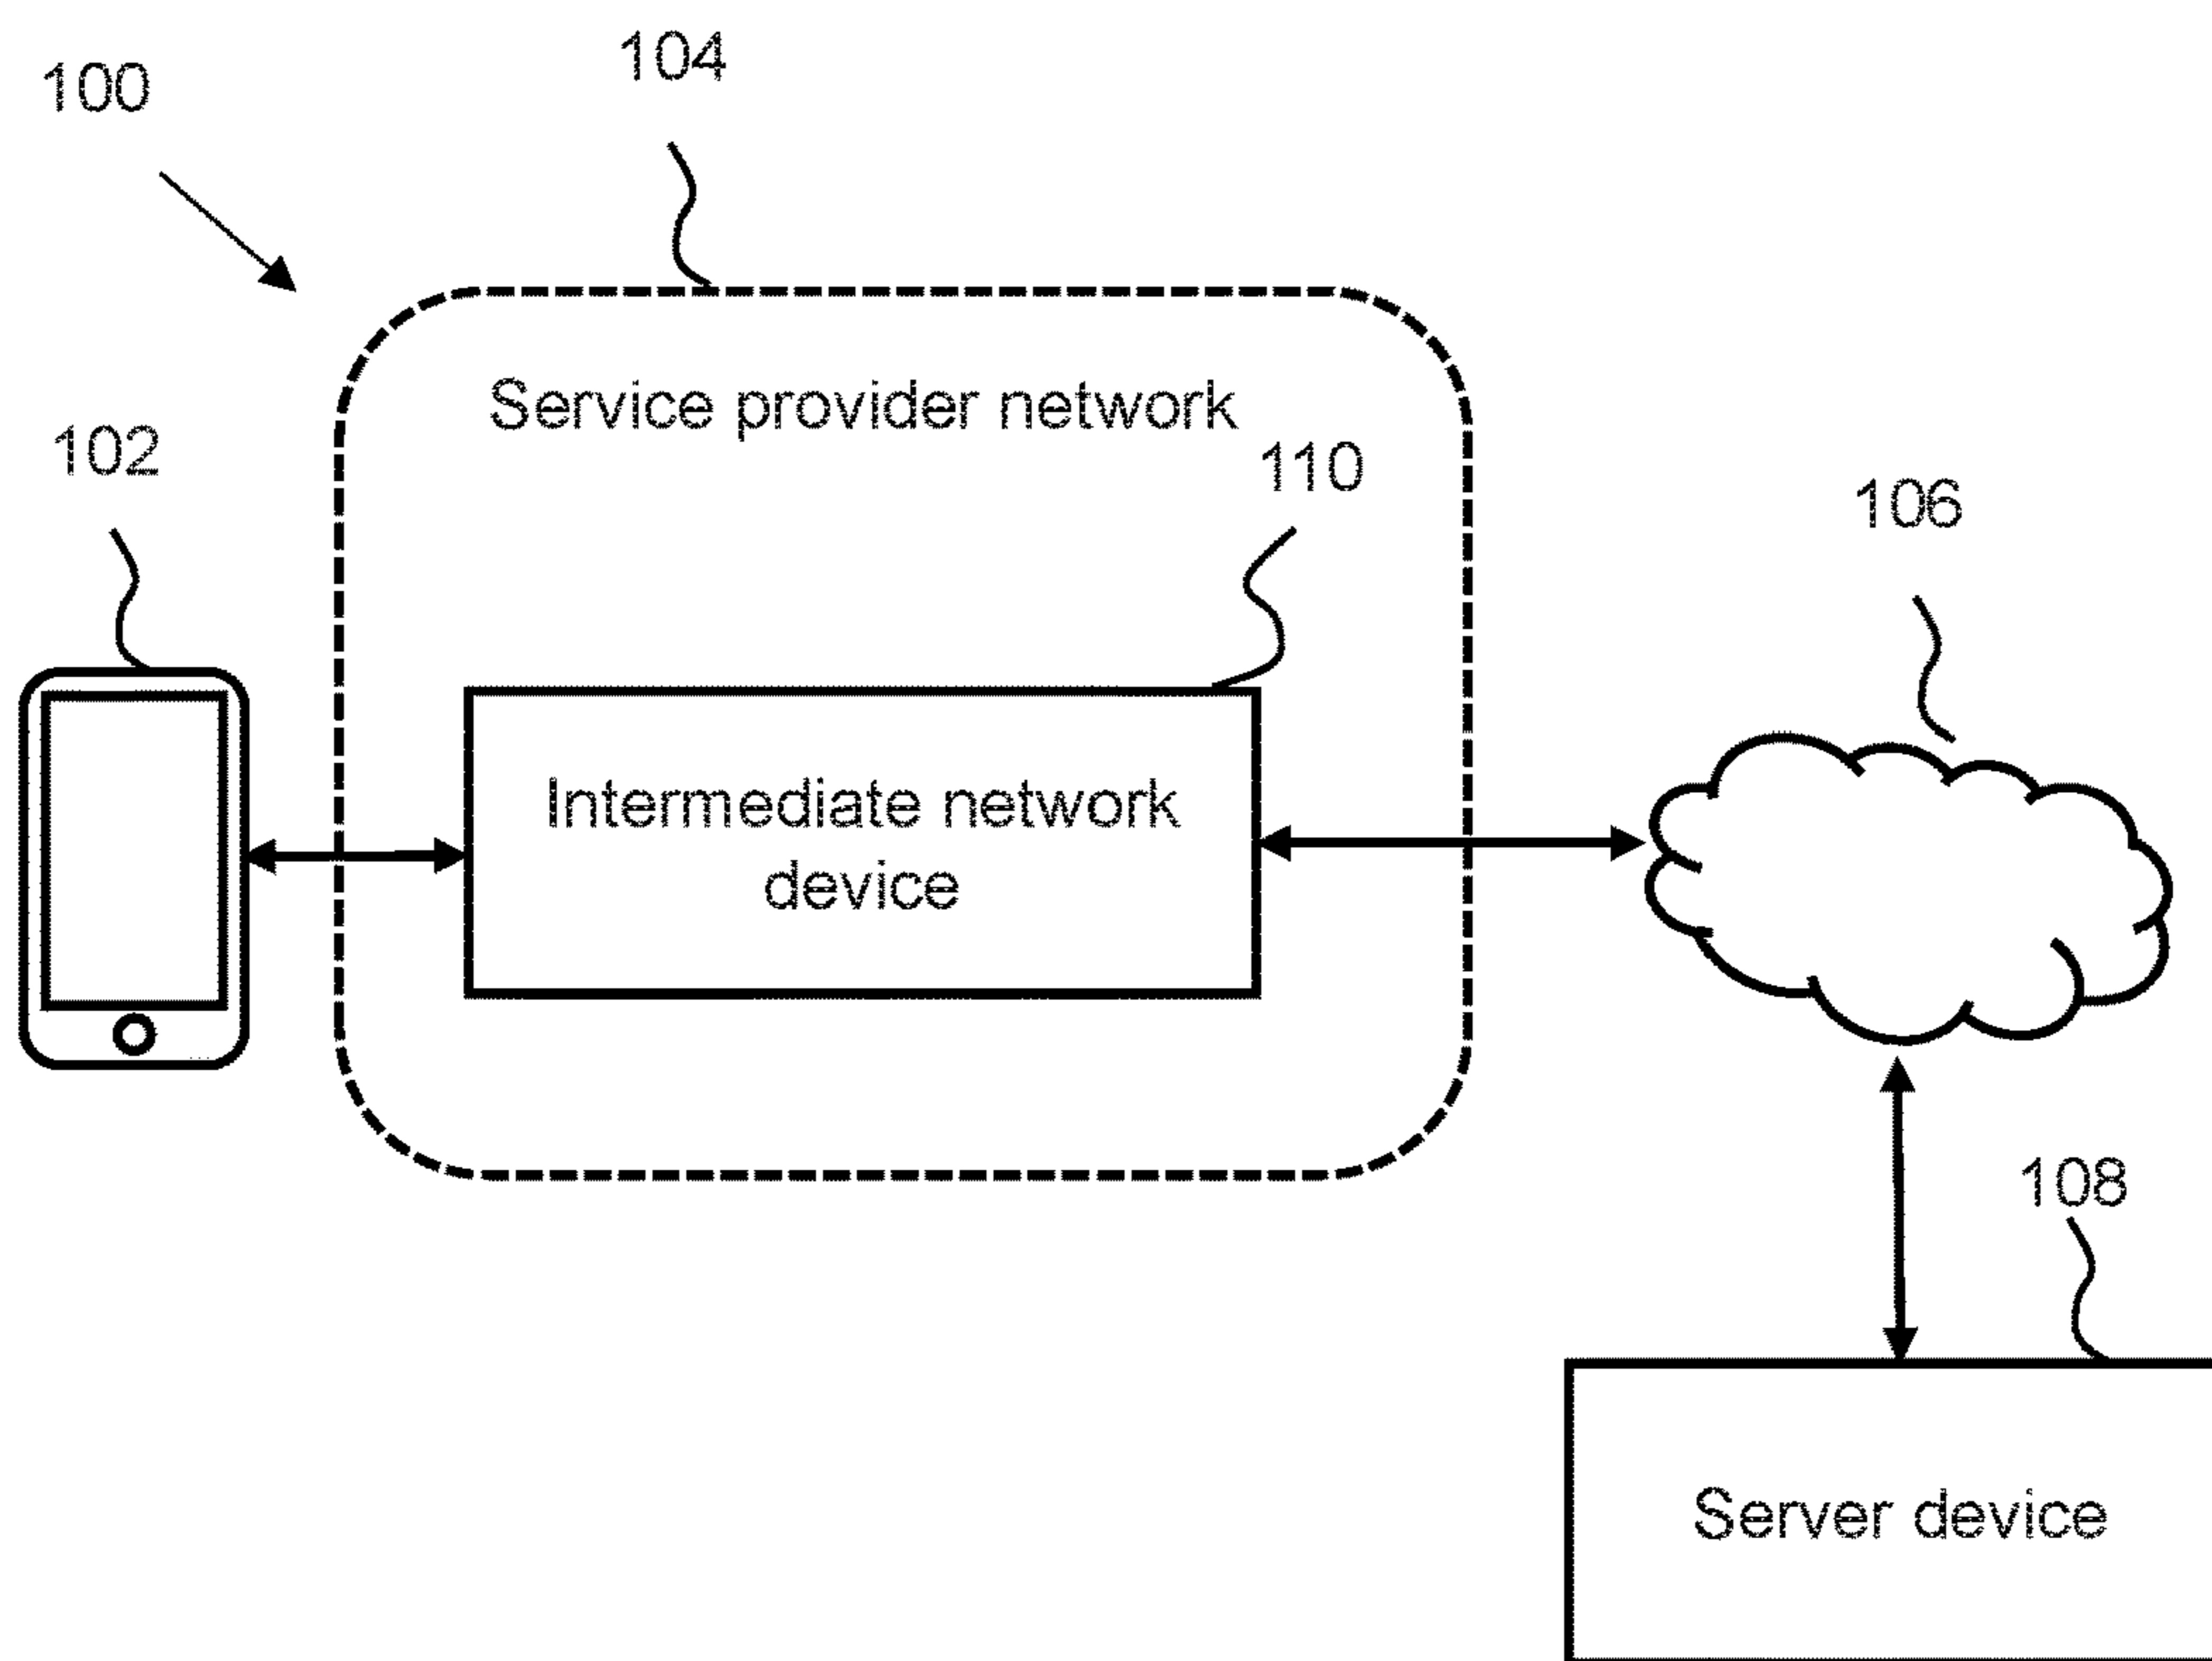 100
104
Service provider network
102
110
106
Intermediate network
device
108
Server device